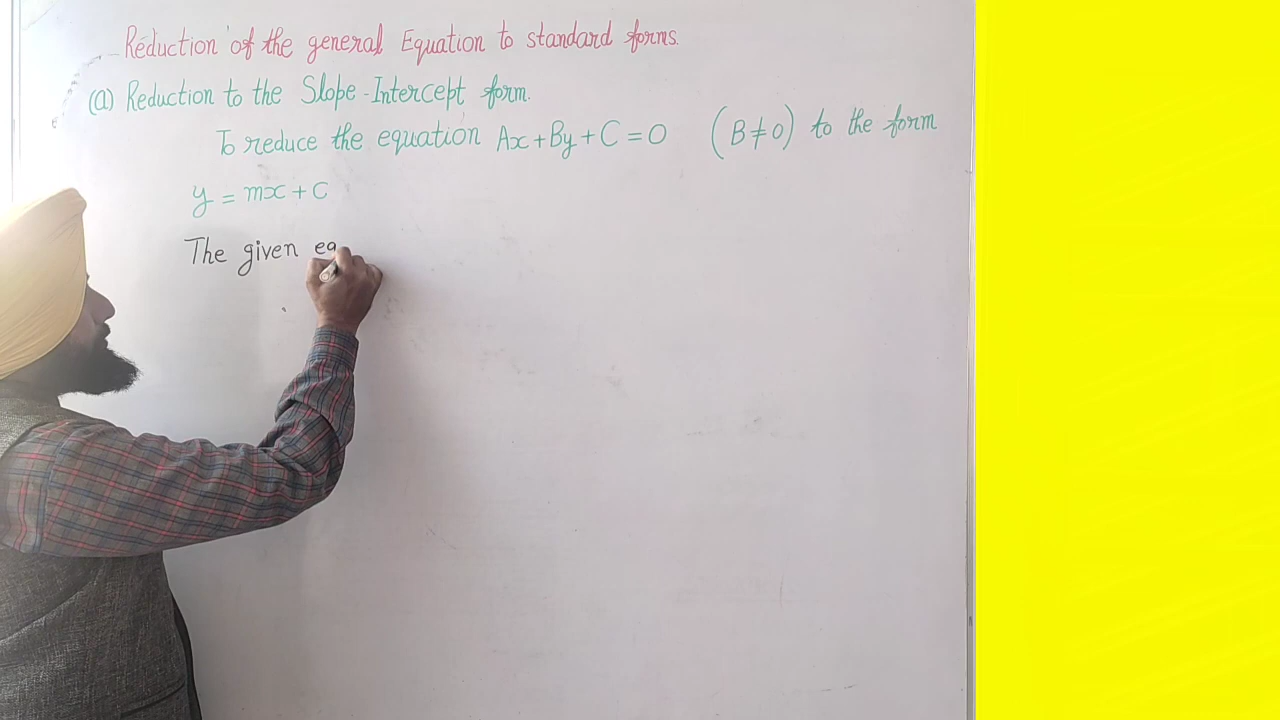 Reduction of the general Equation to standard forms.
(a) Reduction to the Slope-Intercept form.
To reduce the equation Ax+By+C=0 (B≠0) to the form
y = mx + c
The given eq